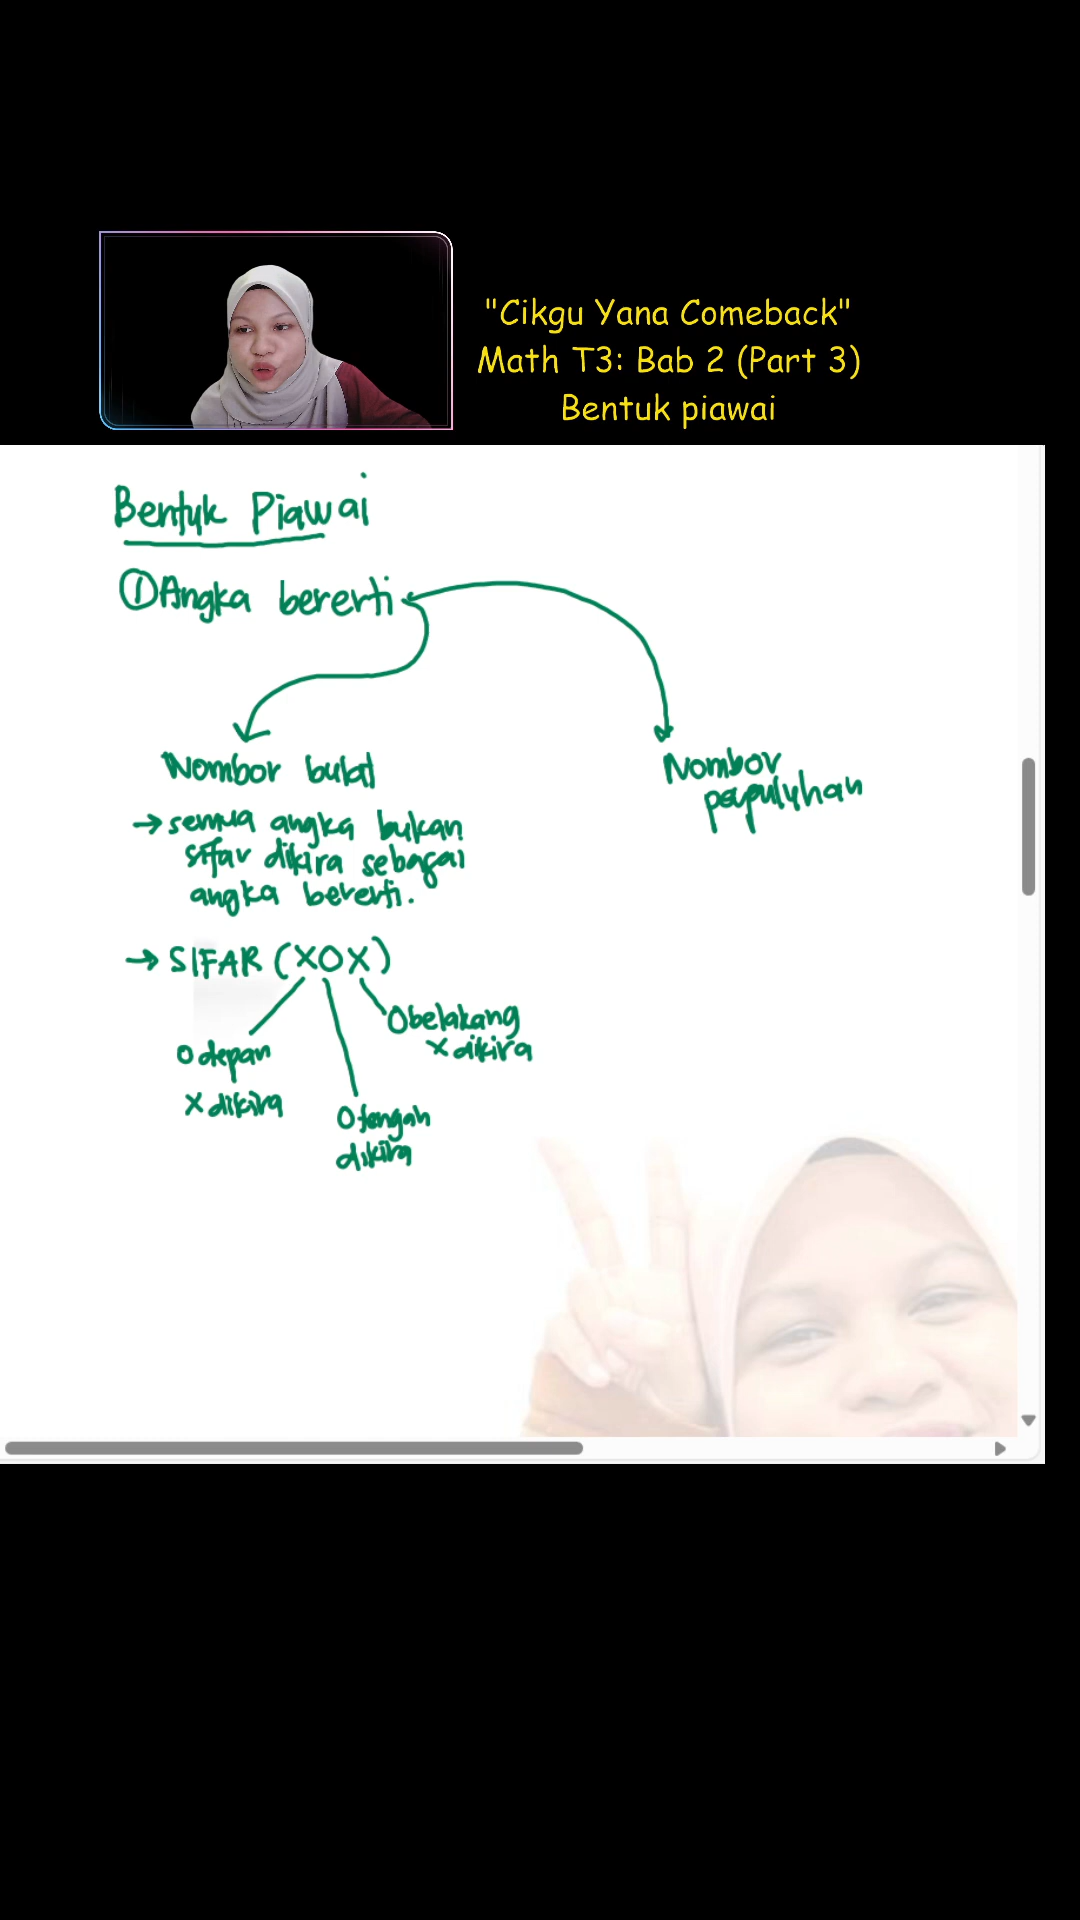 "Cikgu Yana Comeback"
Math T3: Bab 2 (Part 3)
Bentuk piawai
Bentuk Piawai
① Angka bererti
Nombor bulat
→ semua angka bukan
sifar dikira sebagai
angka bererti.
→ SIFAR (XOX)
0 depan
x dikira
0 tengah
dikira
0 belakang
x dikira
Nombor
perpuluhan